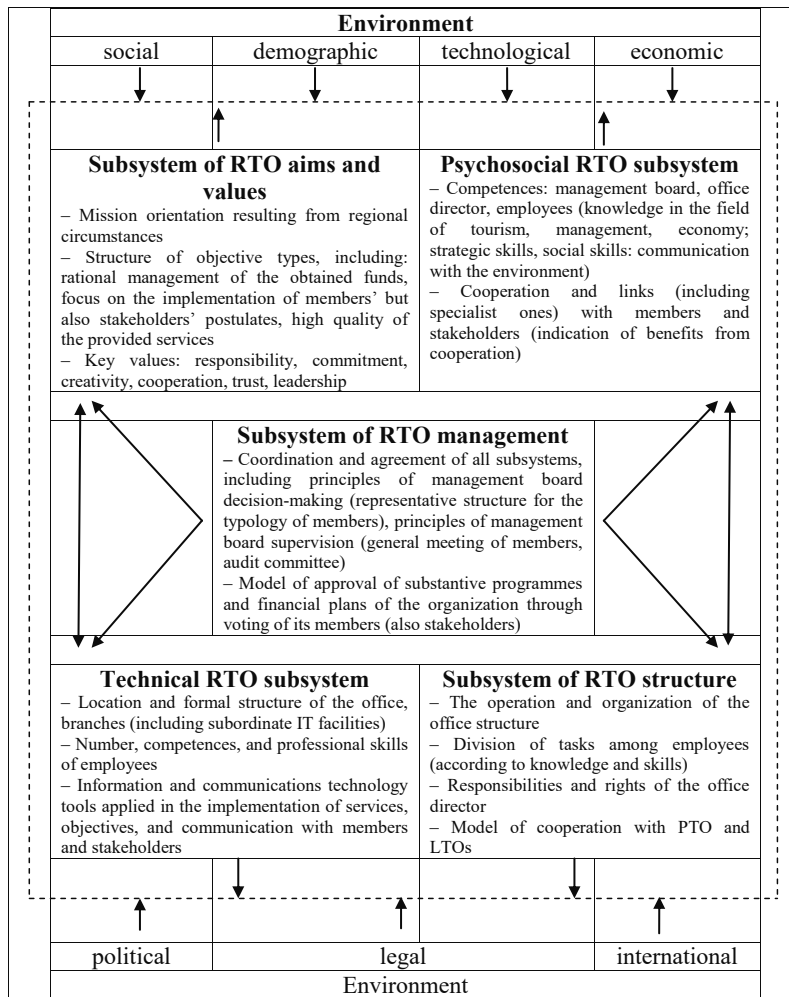 Environment
social demographic technological economic
Subsystem of RTO aims and
values
– Mission orientation resulting from regional
circumstances
– Structure of objective types, including:
rational management of the obtained funds,
focus on the implementation of members’ but
also stakeholders’ postulates, high quality of
the provided services
– Key values: responsibility, commitment,
creativity, cooperation, trust, leadership
Psychosocial RTO subsystem
– Competences: management board, office
director, employees (knowledge in the field
of tourism, management, economy;
strategic skills, social skills: communication
with the environment)
– Cooperation and links (including
specialist ones) with members and
stakeholders (indication of benefits from
cooperation)
Subsystem of RTO management
– Coordination and agreement of all subsystems,
including principles of management board
decision-making (representative structure for the
typology of members), principles of management
board supervision (general meeting of members,
audit committee)
– Model of approval of substantive programmes
and financial plans of the organization through
voting of its members (also stakeholders)
Technical RTO subsystem
– Location and formal structure of the office,
branches (including subordinate IT facilities)
– Number, competences, and professional skills
of employees
– Information and communications technology
tools applied in the implementation of services,
objectives, and communication with members
and stakeholders
Subsystem of RTO structure
– The operation and organization of the
office structure
– Division of tasks among employees
(according to knowledge and skills)
– Responsibilities and rights of the office
director
– Model of cooperation with PTO and
LTOs
political legal international
Environment